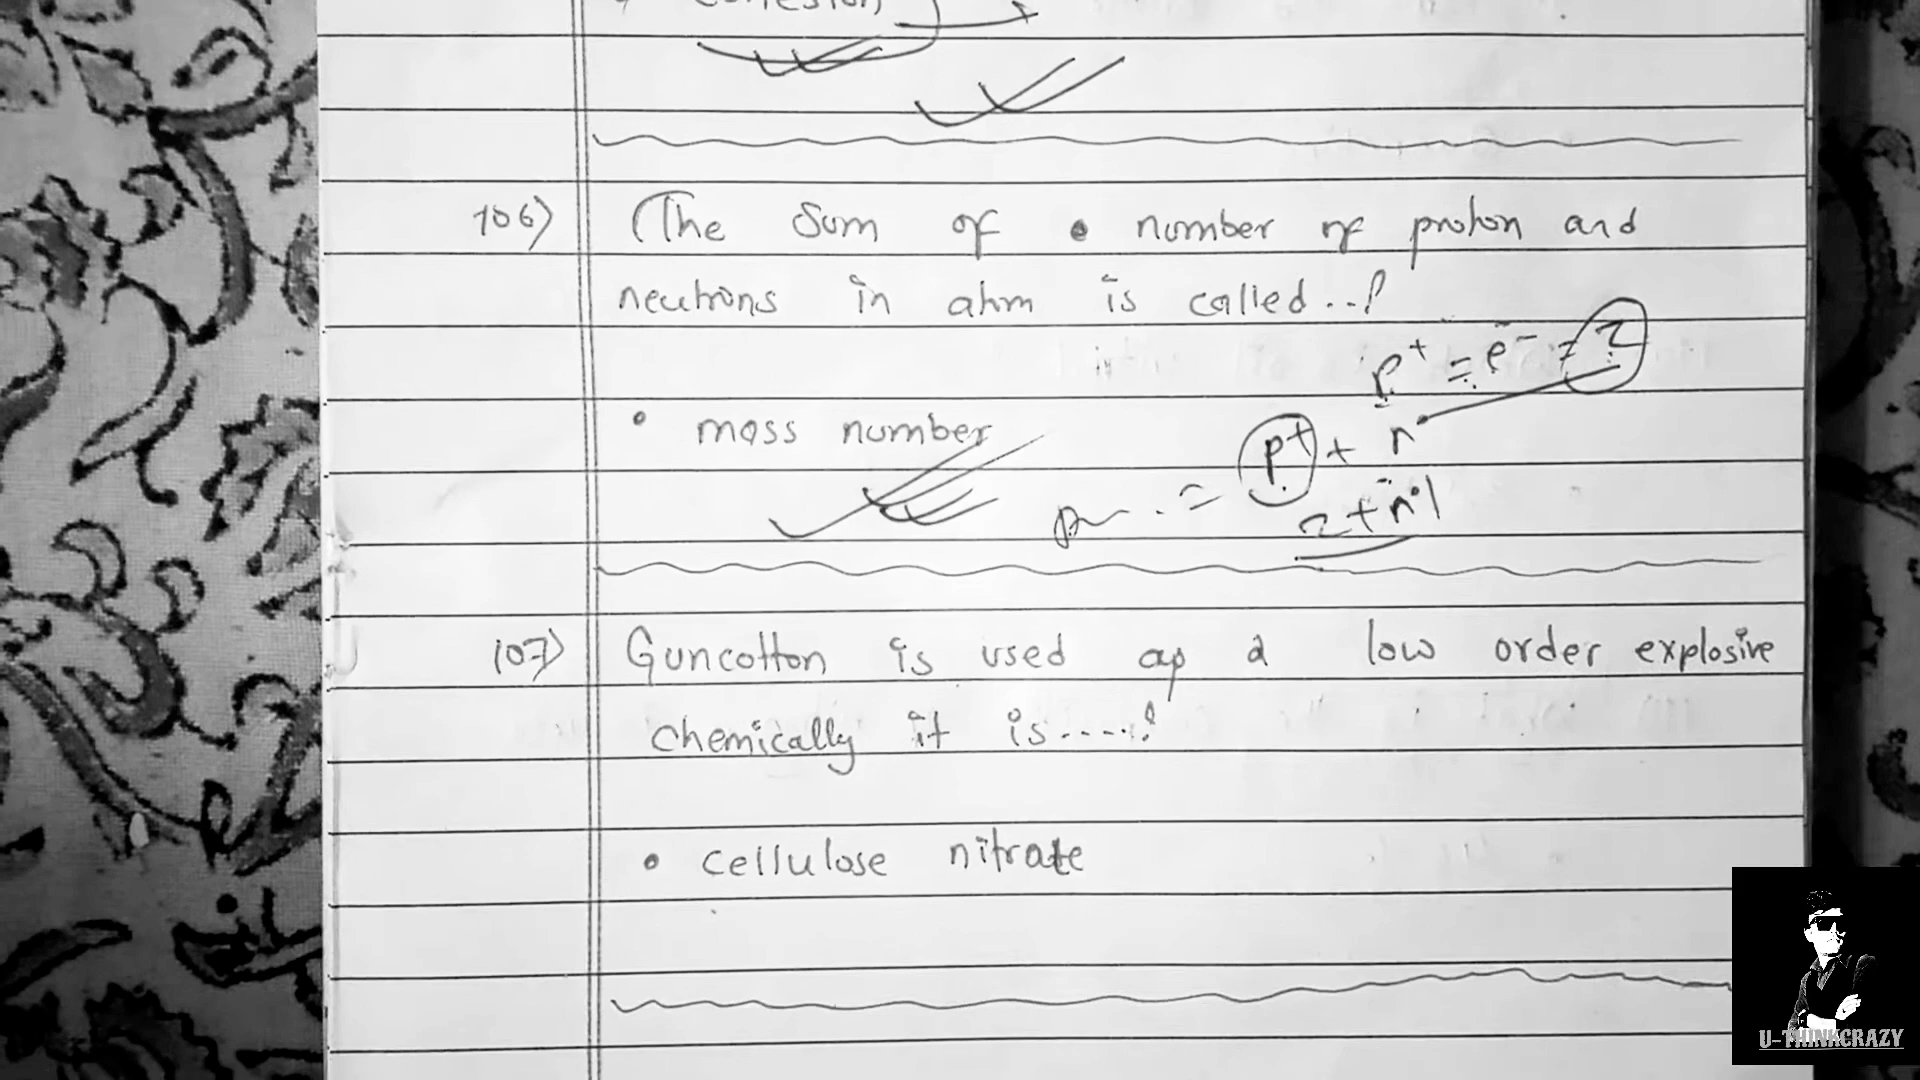 cohesion
106) The sum of number of proton and
neutrons in atom is called..?
p⁺ = e⁻ = Z
• mass number
= p⁺ + n
Z + n
107) Guncotton is used as a low order explosive
chemically it is....?
• cellulose nitrate
U-THINKCRAZY